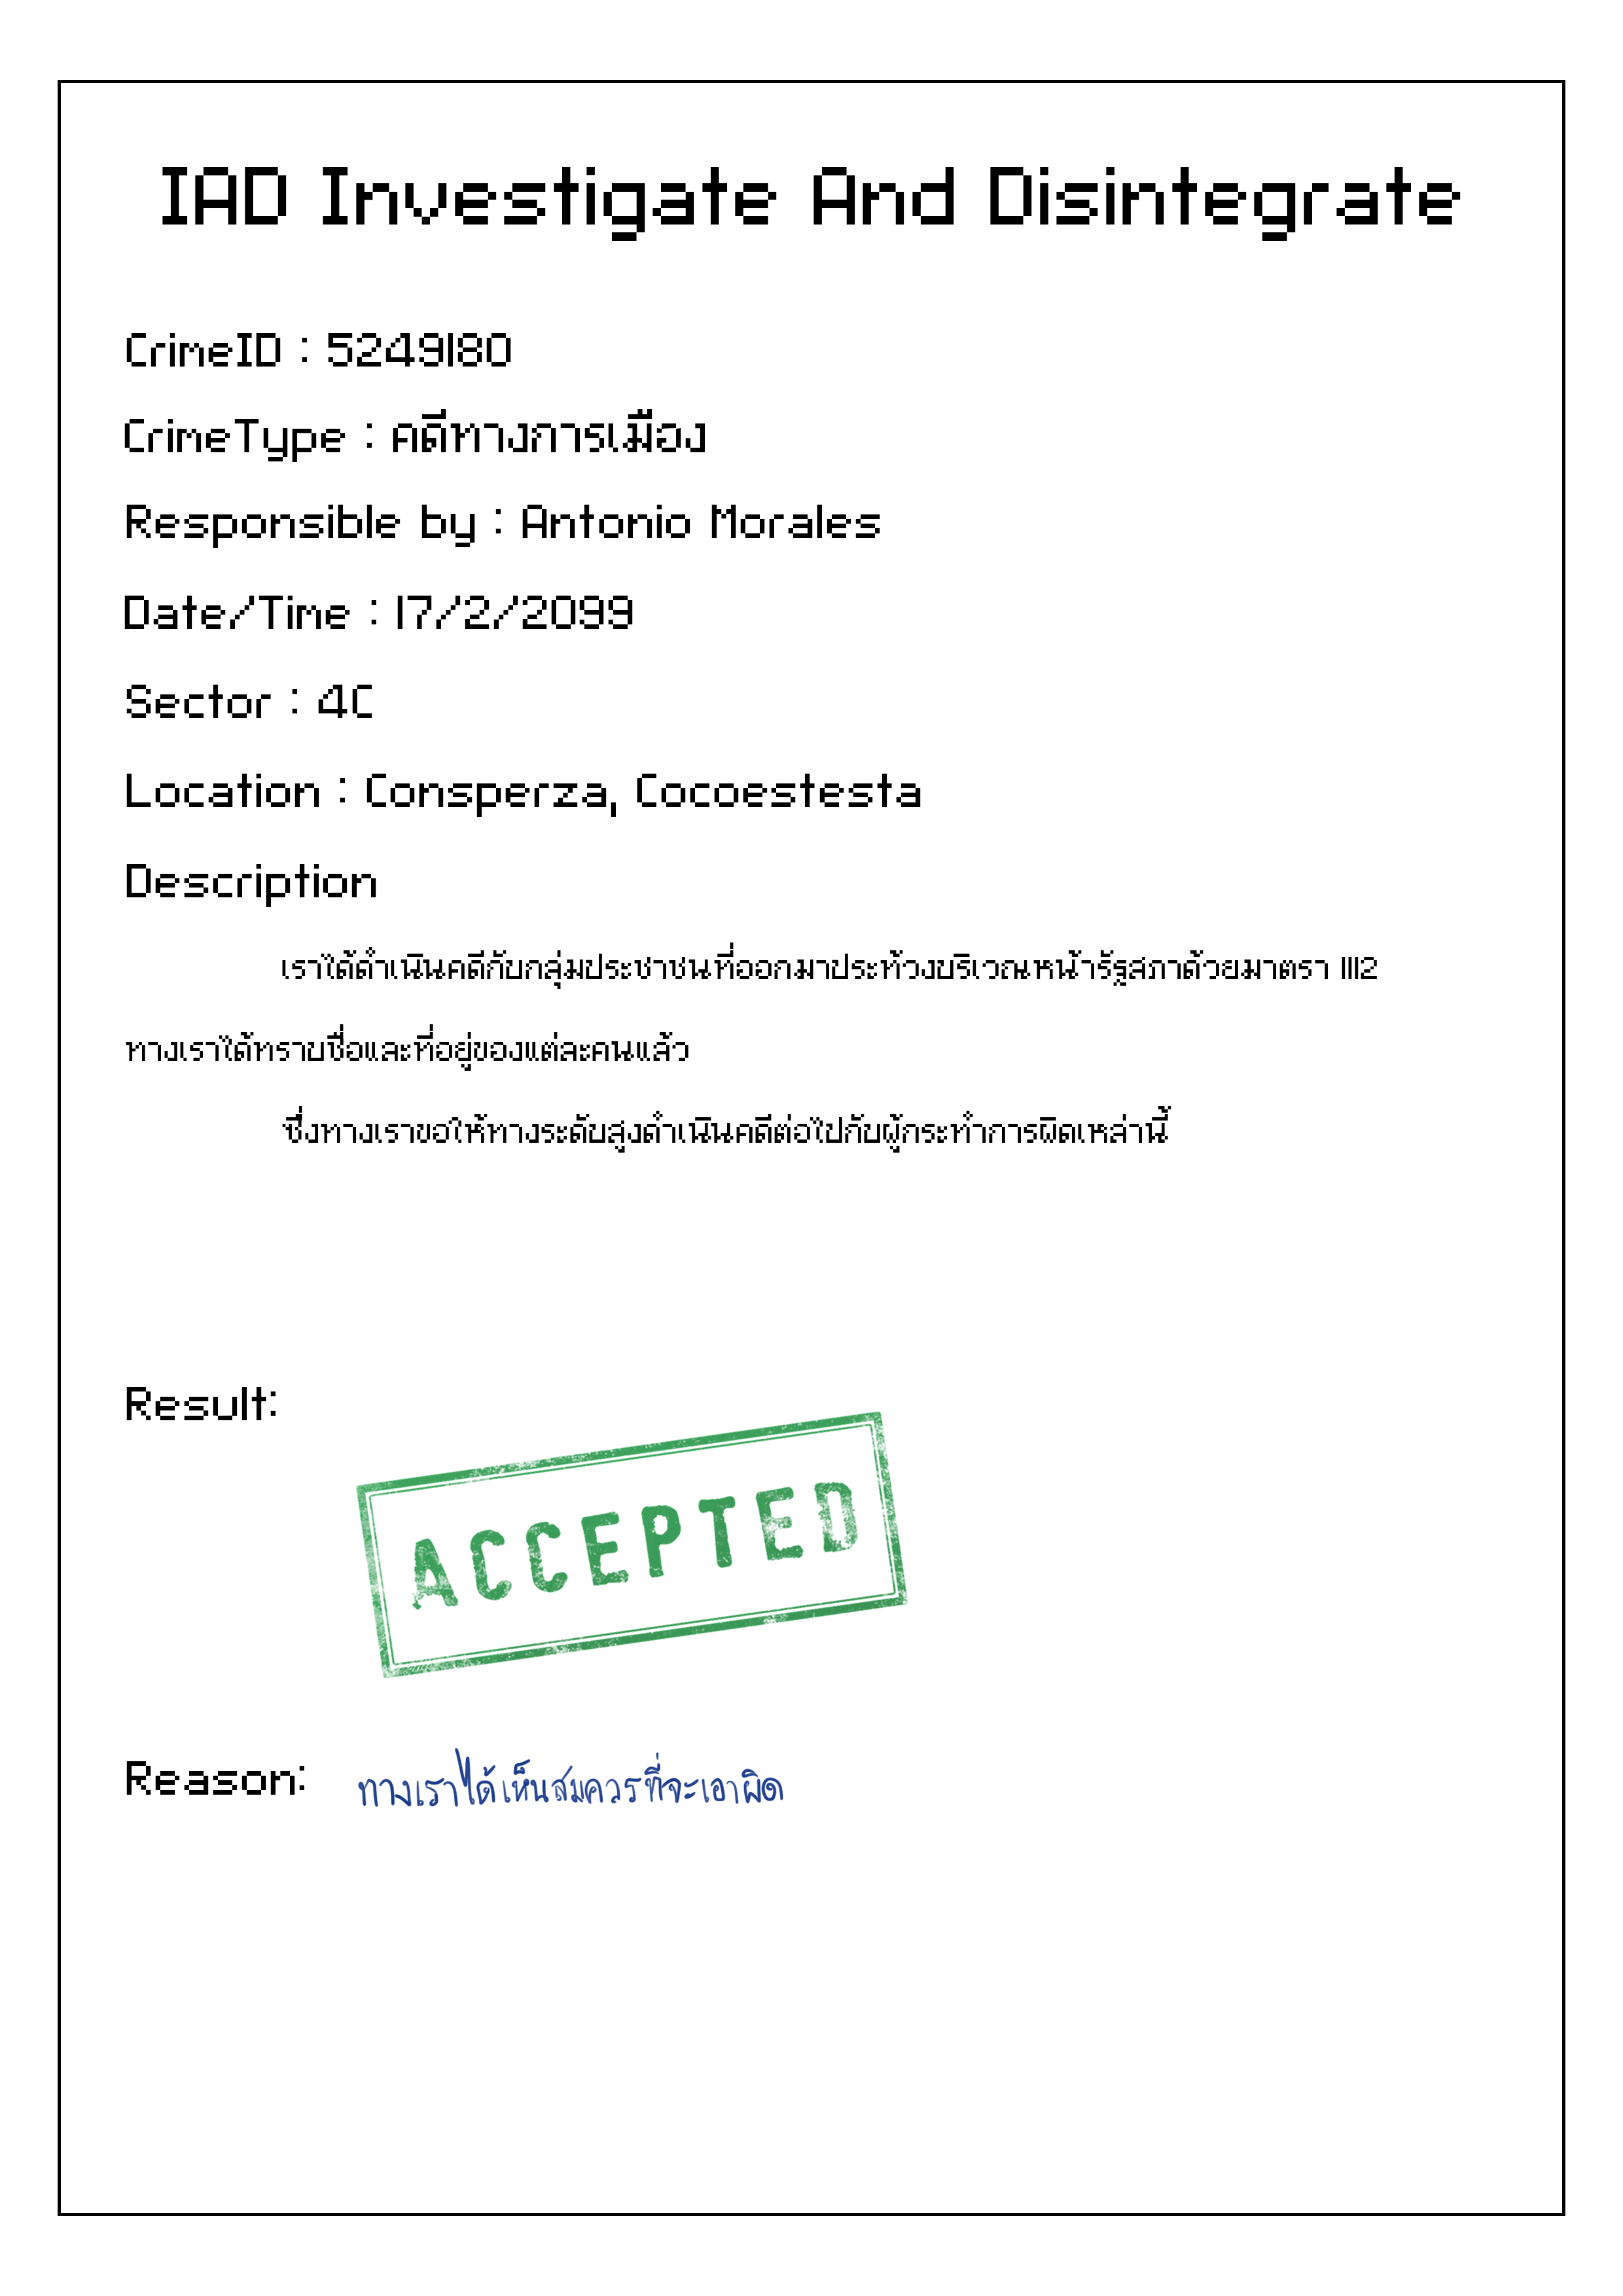 IAD Investigate And Disintegrate
CrimeID : 5249180
CrimeType : คดีทางการเมือง
Responsible by : Antonio Morales
Date/Time : 17/2/2099
Sector : 4C
Location : Consperza, Cocoestesta
Description
เราได้ดำเนินคดีกับกลุ่มประชาชนที่ออกมาประท้วงบริเวณหน้ารัฐสภาด้วยมาตรา 1112
ทางเราได้ทราบชื่อและที่อยู่ของแต่ละคนแล้ว
ซึ่งทางเราขอให้ทางระดับสูงดำเนินคดีต่อไปกับผู้กระทำการผิดเหล่านี้
Result:
ACCEPTED
Reason: ทางเราได้เห็นสมควรที่จะเอาผิด